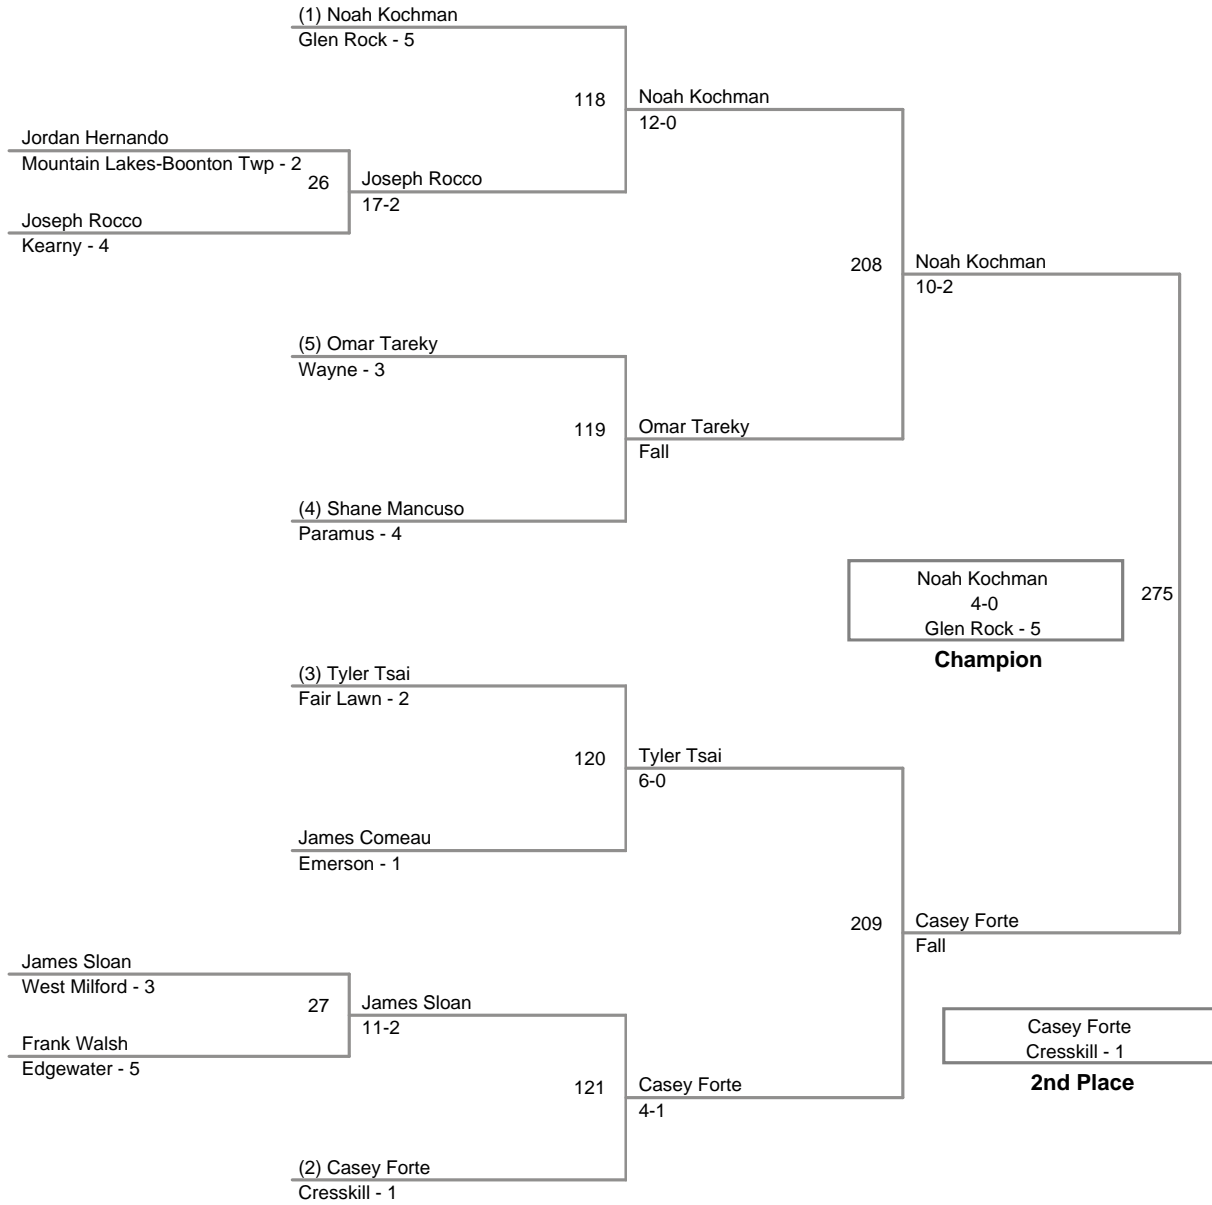 (1) Noah Kochman
Glen Rock - 5
118
Noah Kochman
12-0
Jordan Hernando
Mountain Lakes-Boonton Twp - 2
26
Joseph Rocco
17-2
Joseph Rocco
Kearny - 4
208
Noah Kochman
10-2
(5) Omar Tareky
Wayne - 3
119
Omar Tareky
Fall
(4) Shane Mancuso
Paramus - 4
Noah Kochman
4-0
Glen Rock - 5
Champion
275
(3) Tyler Tsai
Fair Lawn - 2
120
Tyler Tsai
6-0
James Comeau
Emerson - 1
209
Casey Forte
Fall
James Sloan
West Milford - 3
27
James Sloan
11-2
Frank Walsh
Edgewater - 5
Casey Forte
Cresskill - 1
2nd Place
121
Casey Forte
4-1
(2) Casey Forte
Cresskill - 1